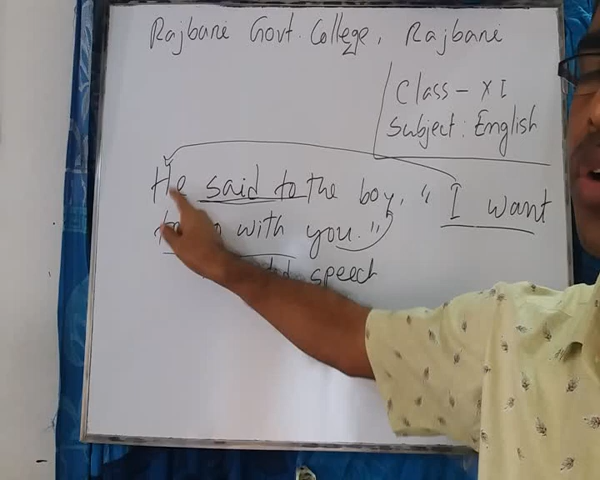 Rajbari Govt. College, Rajbari
Class - XI
Subject : English
He said to the boy, "I want
with you."
speech